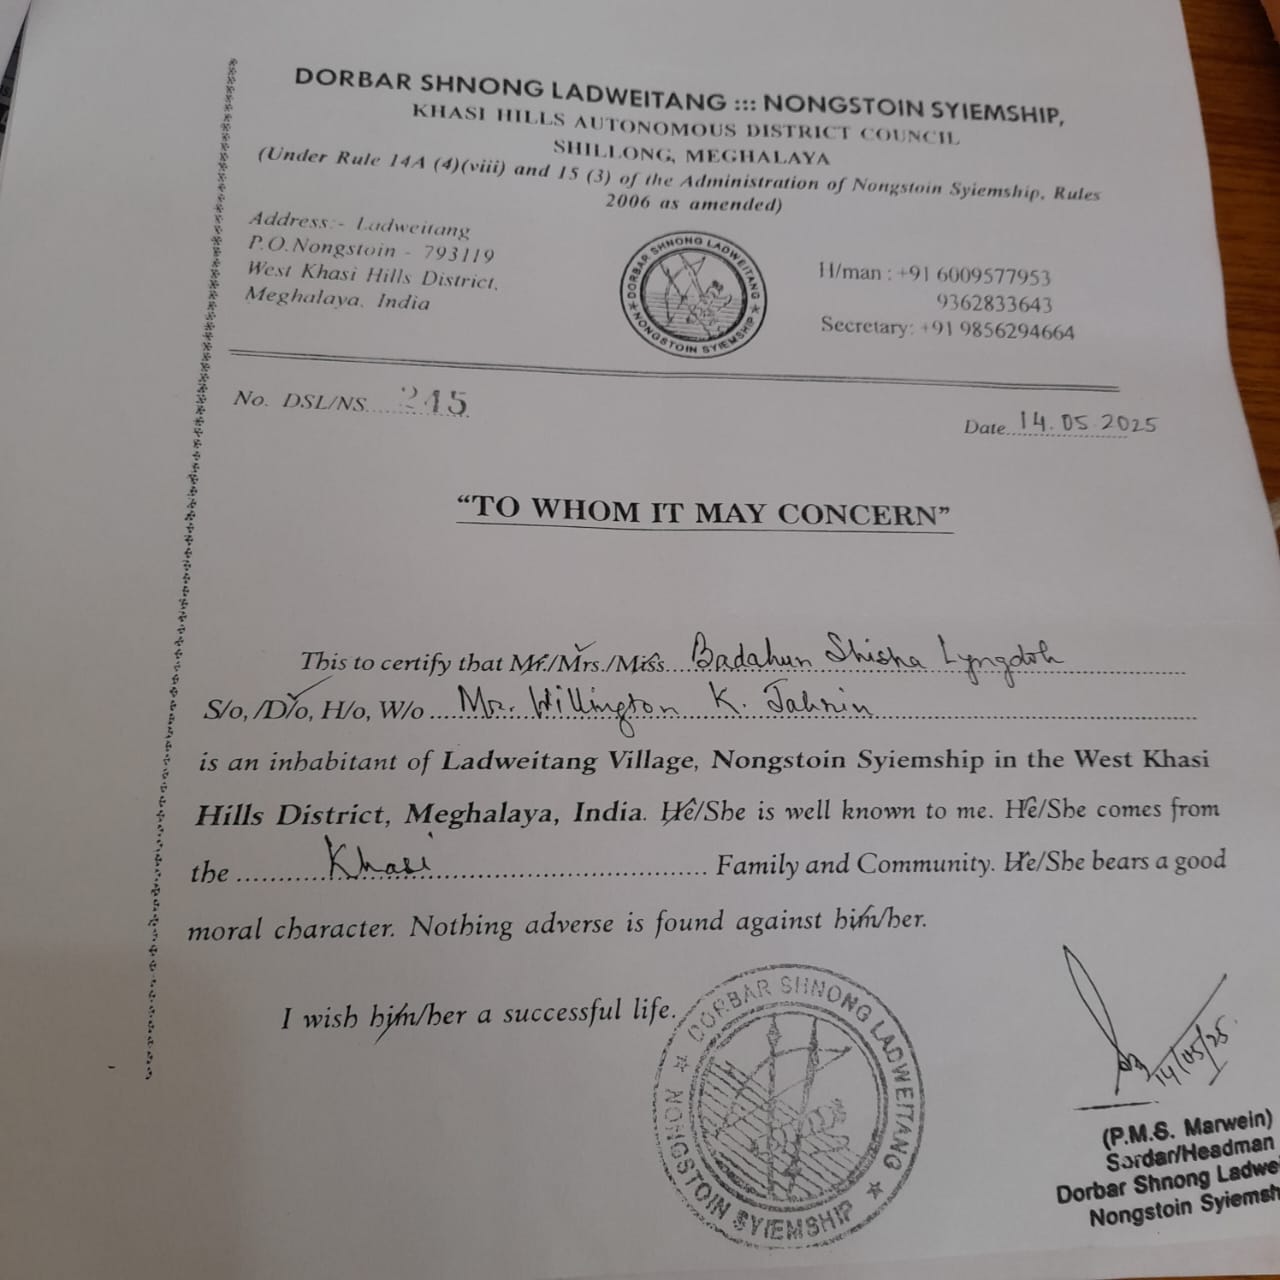 DORBAR SHNONG LADWEITANG ::: NONGSTOIN SYIEMSHIP,
KHASI HILLS AUTONOMOUS DISTRICT COUNCIL
SHILLONG, MEGHALAYA
(Under Rule 14A (4)(viii) and 15 (3) of the Administration of Nongstoin Syiemship, Rules
2006 as amended)
Address:- Ladweitang
P.O.Nongstoin - 793119
West Khasi Hills District,
Meghalaya. India
DORBAR SHNONG LADWEITANG
NONGSTOIN SYIEMSHIP
H/man : +91 6009577953
9362833643
Secretary: +91 9856294664
No. DSL/NS......245
Date..14.05.2025
“TO WHOM IT MAY CONCERN”
This to certify that Mr./Mrs./Miss...Badahun Shisha Lyngdoh
S/o, /D/o, H/o, W/o ...Mr. Willington K. Jahrin
is an inhabitant of Ladweitang Village, Nongstoin Syiemship in the West Khasi
Hills District, Meghalaya, India. He/She is well known to me. He/She comes from
the ..........Khasi.......... Family and Community. He/She bears a good
moral character. Nothing adverse is found against him/her.
I wish him/her a successful life.
DORBAR SHNONG LADWEITANG
NONGSTOIN SYIEMSHIP
14/05/25
(P.M.S. Marwein)
Sordar/Headman
Dorbar Shnong Ladwei
Nongstoin Syiemsh